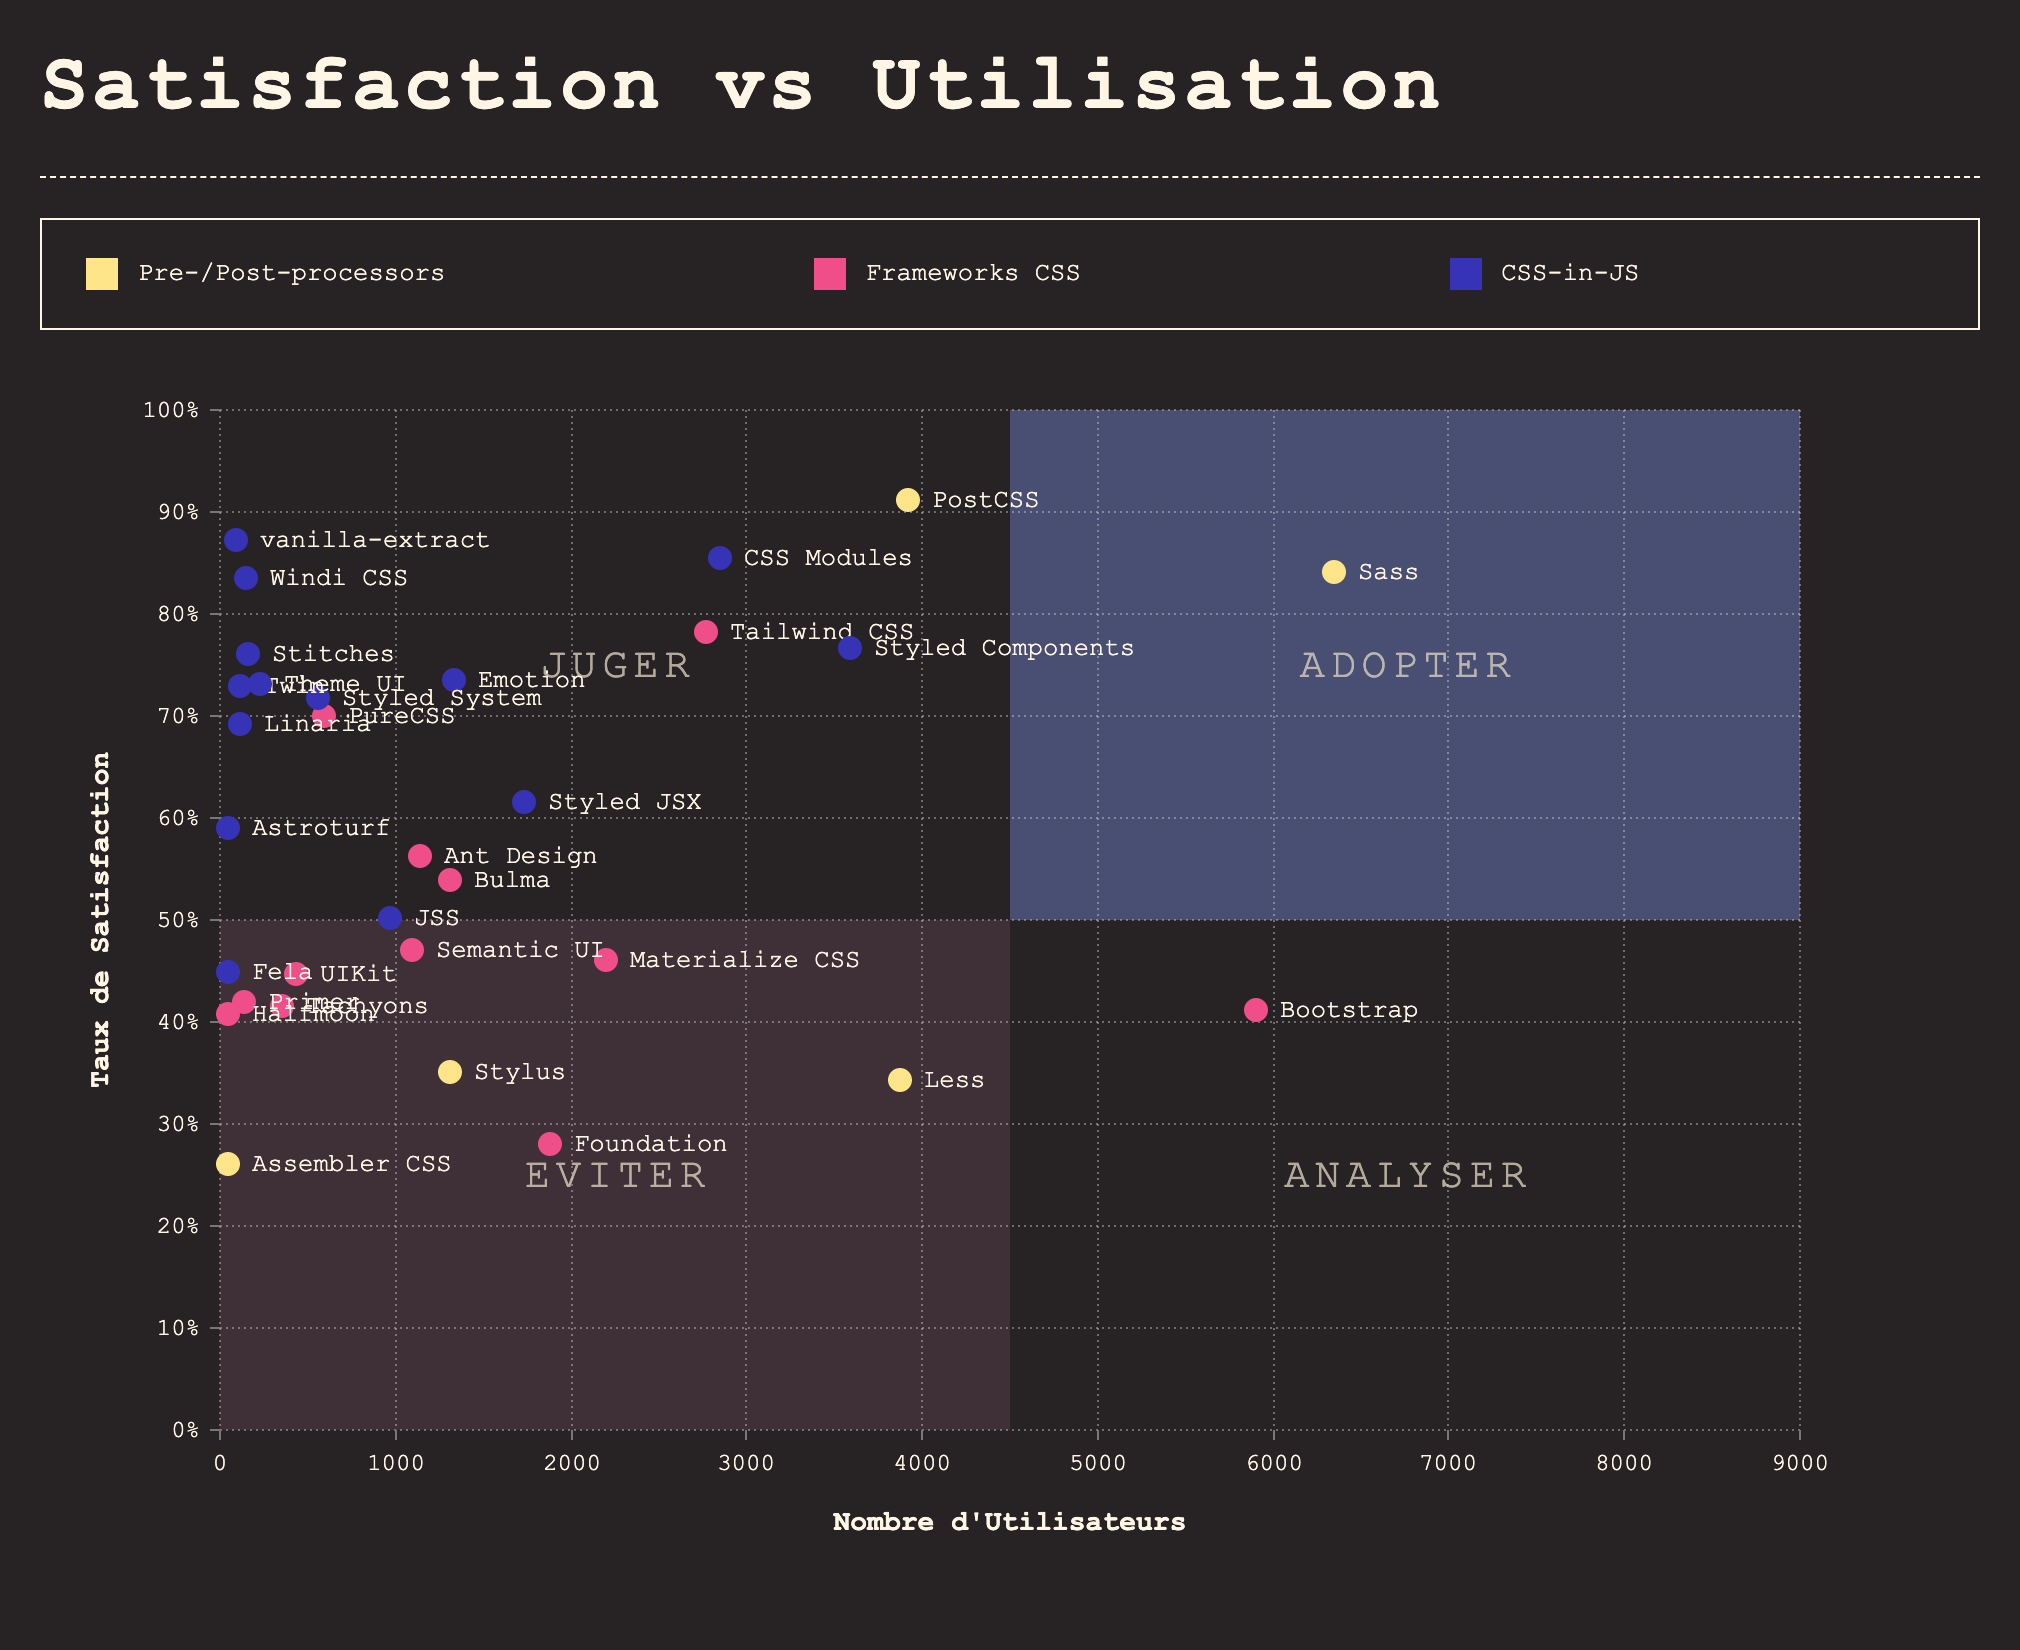 Satisfaction vs Utilisation
Pre-/Post-processors
Frameworks CSS
CSS-in-JS
100%
90%
80%
70%
60%
50%
40%
30%
20%
10%
0%
Taux de Satisfaction
PostCSS
vanilla-extract
CSS Modules
Sass
Windi CSS
Tailwind CSS
Styled Components
Stitches
JUGER
ADOPTER
Emotion
Theme UI
Twin
Styled System
PureCSS
Linaria
Styled JSX
Astroturf
Ant Design
Bulma
JSS
Semantic UI
Materialize CSS
Fela
UIKit
Primer
Tachyons
Halfmoon
Bootstrap
Stylus
Less
Foundation
Assembler CSS
EVITER
ANALYSER
0
1000
2000
3000
4000
5000
6000
7000
8000
9000
Nombre d'Utilisateurs